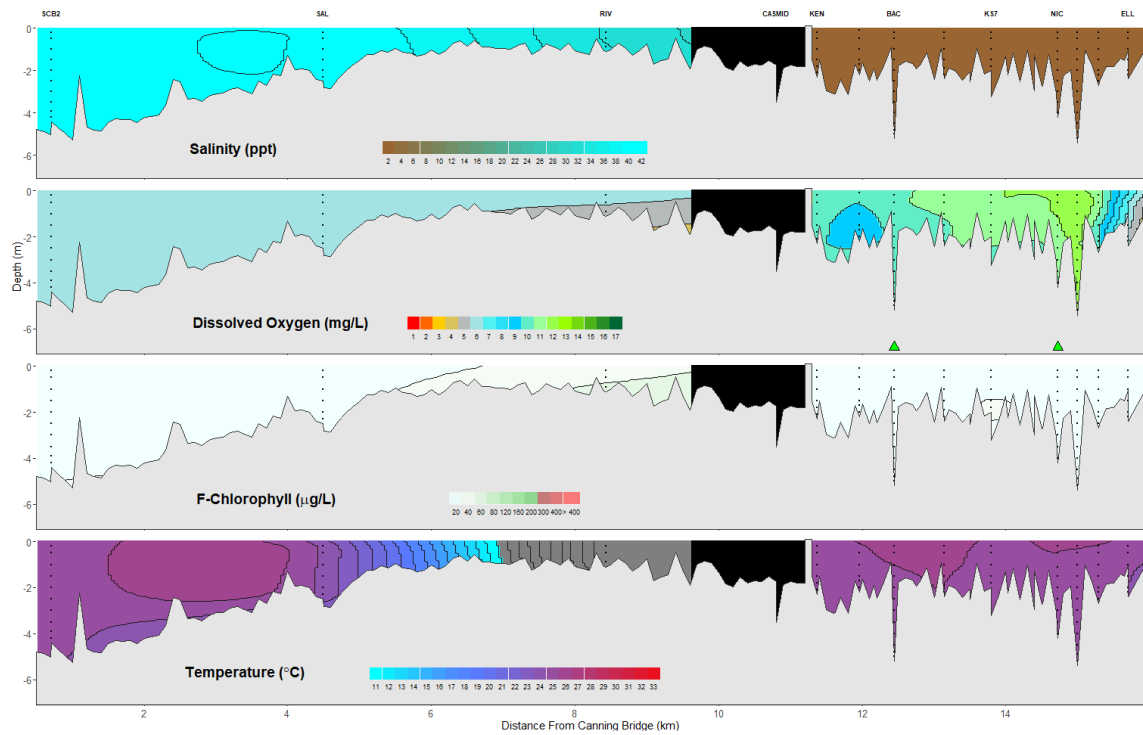 SCB2 SAL RIV CASMID KEN BAC KS7 NIC ELL
0
-2
-4
-6
Salinity (ppt)
2 4 6 8 10 12 14 16 18 20 22 24 26 28 30 32 34 36 38 40 42
0
-2
-4
-6
Depth (m)
Dissolved Oxygen (mg/L)
1 2 3 4 5 6 7 8 9 10 11 12 13 14 15 16 17
0
-2
-4
-6
F-Chlorophyll (µg/L)
20 40 60 80 120 160 200 300 400 > 400
0
-2
-4
-6
Temperature (°C)
11 12 13 14 15 16 17 18 19 20 21 22 23 24 25 26 27 28 29 30 31 32 33
2 4 6 8 10 12 14
Distance From Canning Bridge (km)